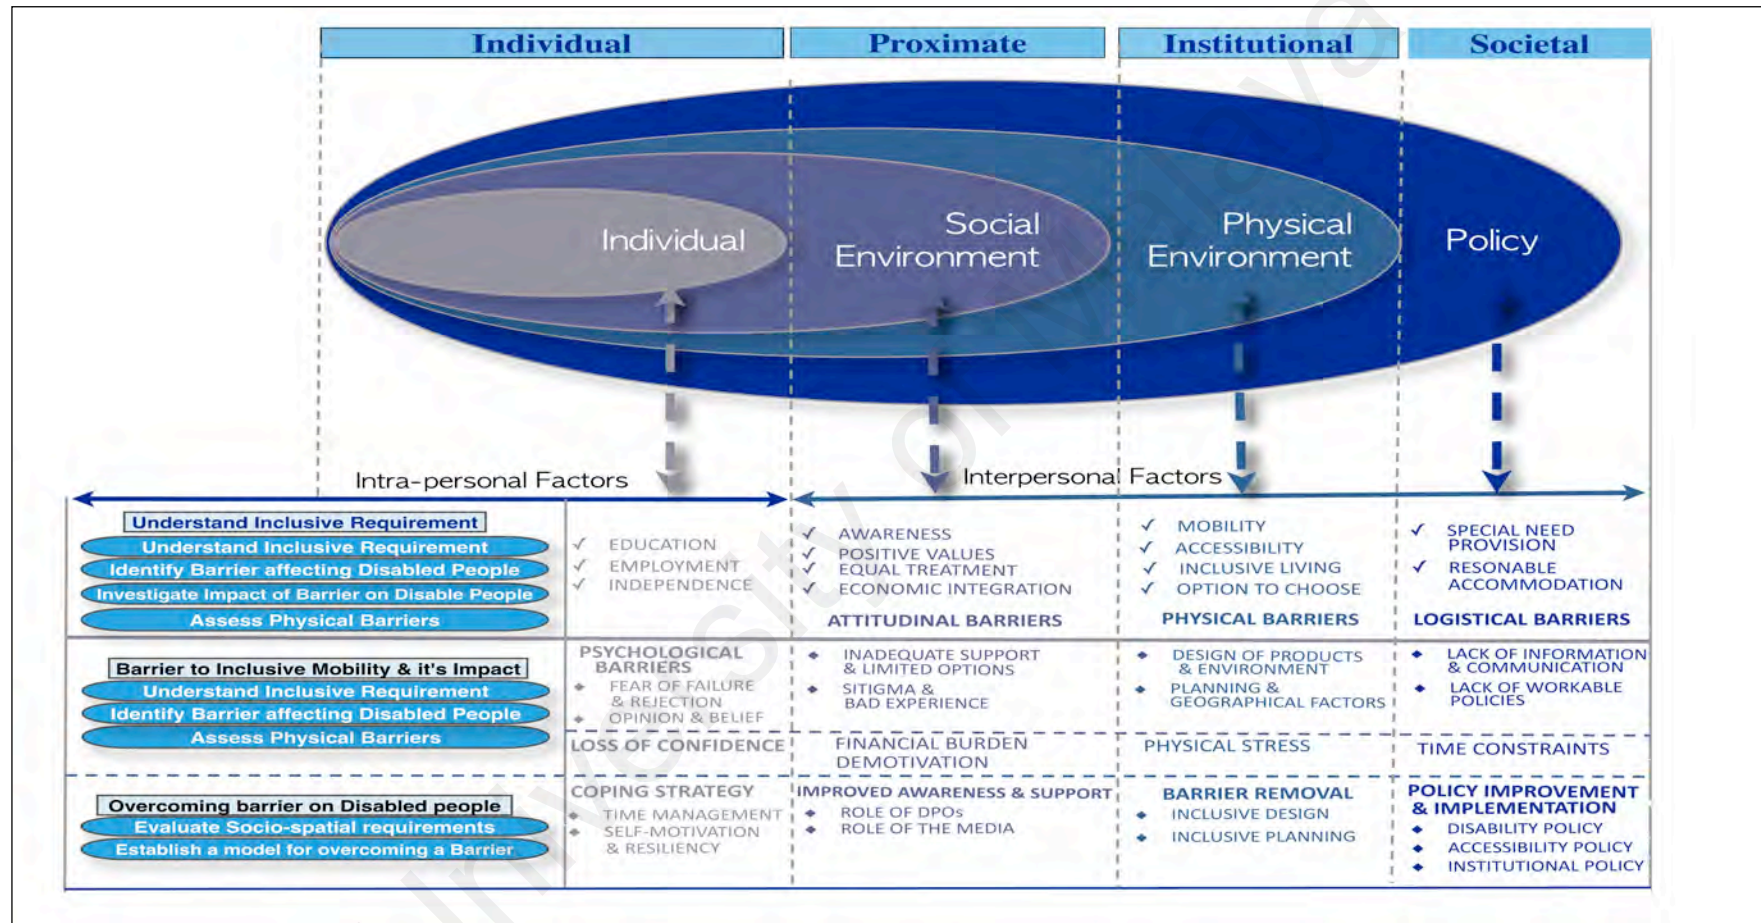 Individual
Proximate
Institutional
Societal
Individual
Social
Environment
Physical
Environment
Policy
Intra-personal Factors
Interpersonal Factors
Understand Inclusive Requirement
Understand Inclusive Requirement
Identify Barrier affecting Disabled People
Investigate Impact of Barrier on Disable People
Assess Physical Barriers
✓ EDUCATION
✓ EMPLOYMENT
✓ INDEPENDENCE
✓ AWARENESS
✓ POSITIVE VALUES
✓ EQUAL TREATMENT
✓ ECONOMIC INTEGRATION
ATTITUDINAL BARRIERS
✓ MOBILITY
✓ ACCESSIBILITY
✓ INCLUSIVE LIVING
✓ OPTION TO CHOOSE
PHYSICAL BARRIERS
✓ SPECIAL NEED
PROVISION
✓ RESONABLE
ACCOMMODATION
LOGISTICAL BARRIERS
Barrier to Inclusive Mobility & it's Impact
Understand Inclusive Requirement
Identify Barrier affecting Disabled People
Assess Physical Barriers
PSYCHOLOGICAL
BARRIERS
◆ FEAR OF FAILURE
& REJECTION
◆ OPINION & BELIEF
LOSS OF CONFIDENCE
◆ INADEQUATE SUPPORT
& LIMITED OPTIONS
◆ SITIGMA &
BAD EXPERIENCE
FINANCIAL BURDEN
DEMOTIVATION
◆ DESIGN OF PRODUCTS
& ENVIRONMENT
◆ PLANNING &
GEOGRAPHICAL FACTORS
PHYSICAL STRESS
◆ LACK OF INFORMATION
& COMMUNICATION
◆ LACK OF WORKABLE
POLICIES
TIME CONSTRAINTS
Overcoming barrier on Disabled people
Evaluate Socio-spatial requirements
Establish a model for overcoming a Barrier
COPING STRATEGY
◆ TIME MANAGEMENT
◆ SELF-MOTIVATION
& RESILIENCY
IMPROVED AWARENESS & SUPPORT
◆ ROLE OF DPOs
◆ ROLE OF THE MEDIA
BARRIER REMOVAL
◆ INCLUSIVE DESIGN
◆ INCLUSIVE PLANNING
POLICY IMPROVEMENT
& IMPLEMENTATION
◆ DISABILITY POLICY
◆ ACCESSIBILITY POLICY
◆ INSTITUTIONAL POLICY
University of Malaya